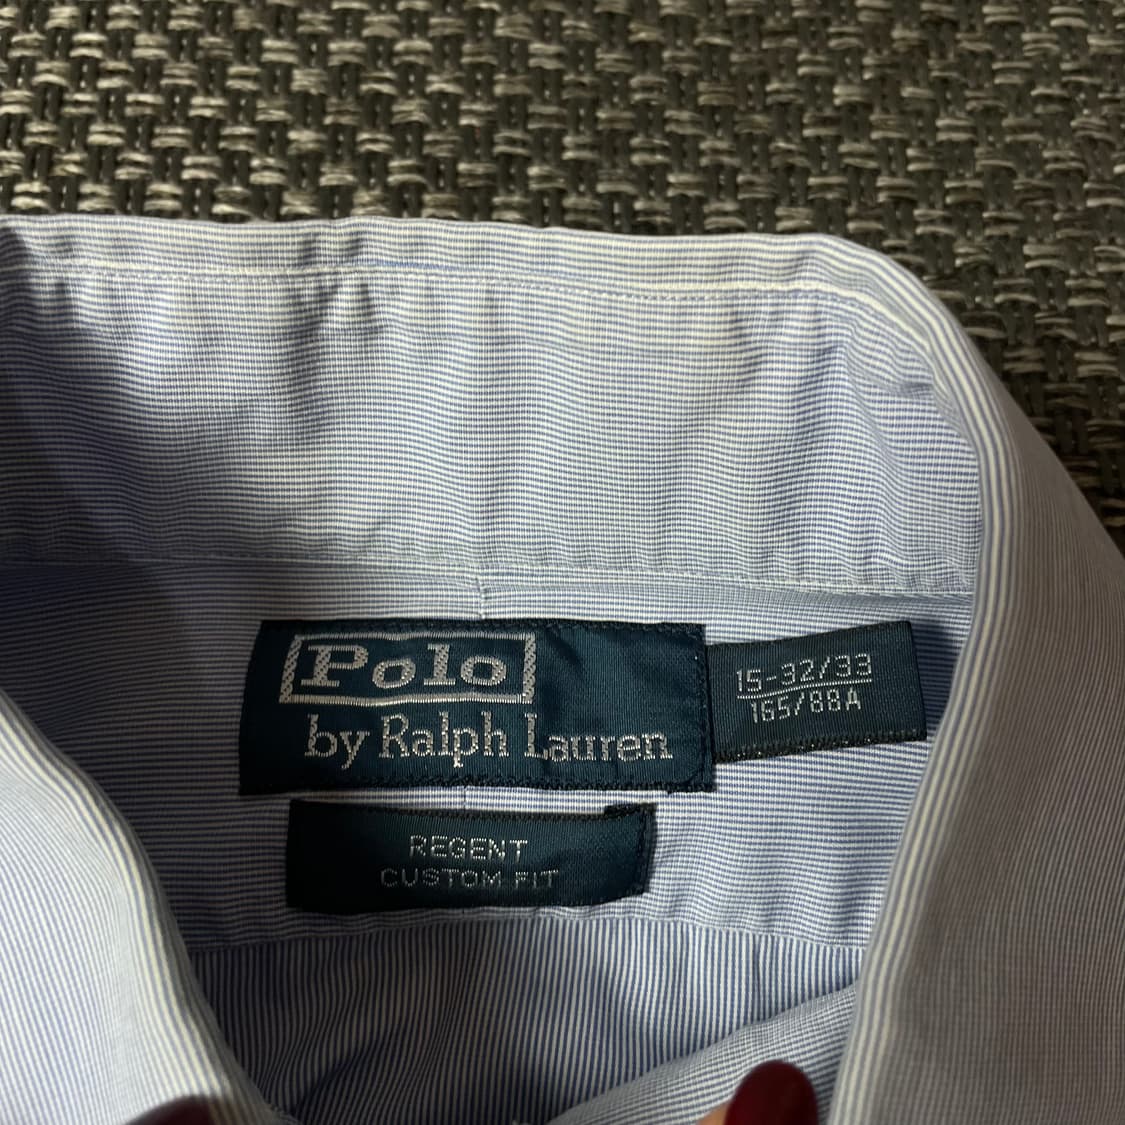 Polo
by Ralph Lauren
15-32/33
165/88A
REGENT
CUSTOM FIT